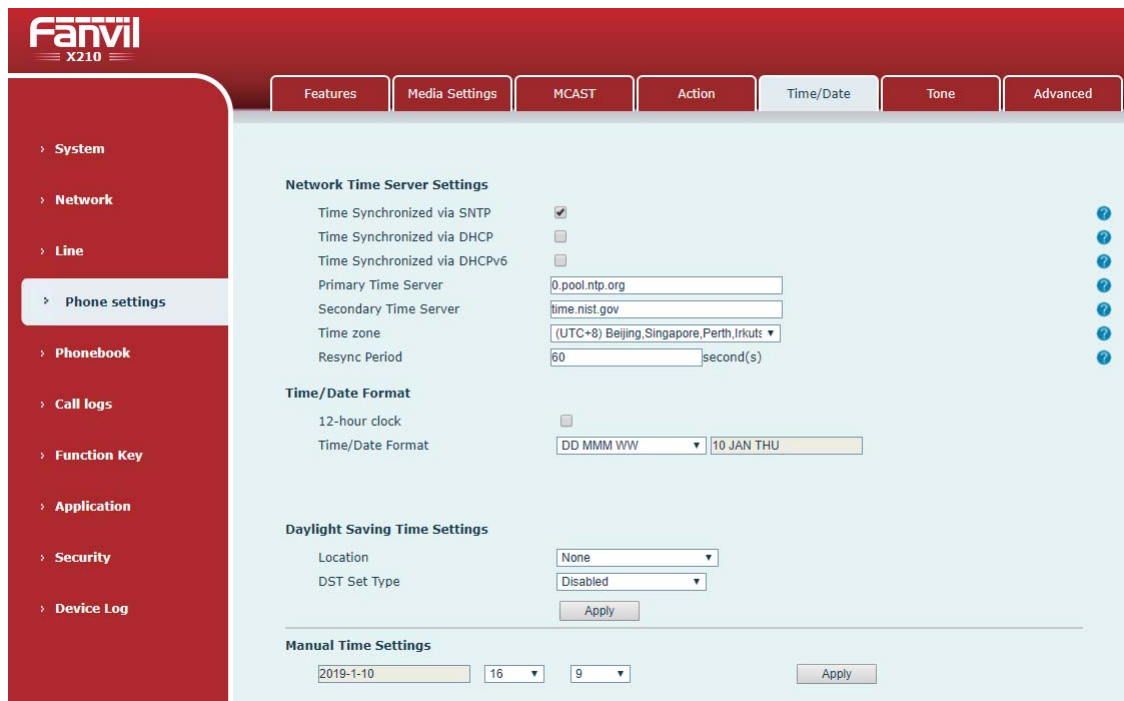 Fanvil
X210
Features Media Settings MCAST Action Time/Date Tone Advanced
› System
› Network
› Line
› Phone settings
› Phonebook
› Call logs
› Function Key
› Application
› Security
› Device Log
Network Time Server Settings
Time Synchronized via SNTP
Time Synchronized via DHCP
Time Synchronized via DHCPv6
Primary Time Server 0.pool.ntp.org
Secondary Time Server time.nist.gov
Time zone (UTC+8) Beijing,Singapore,Perth,Irkuts
Resync Period 60 second(s)
Time/Date Format
12-hour clock
Time/Date Format DD MMM WW 10 JAN THU
Daylight Saving Time Settings
Location None
DST Set Type Disabled
Apply
Manual Time Settings
2019-1-10 16 9 Apply